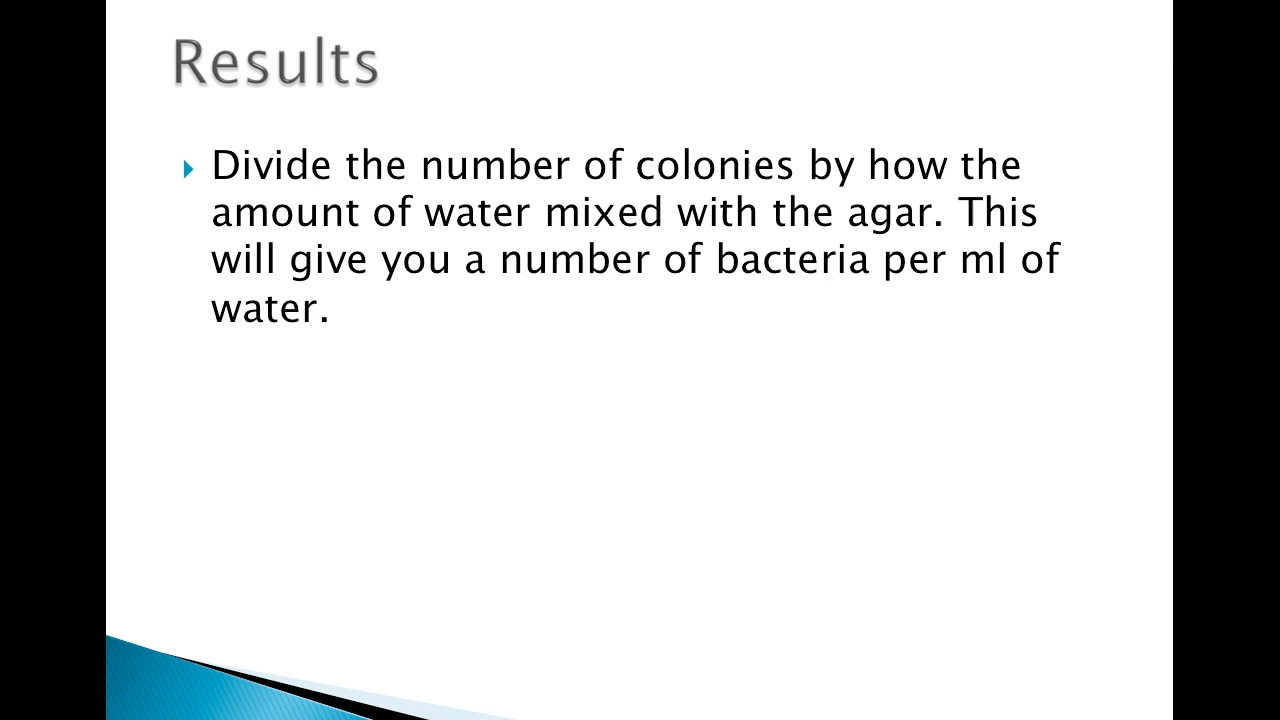 Results
Divide the number of colonies by how the
amount of water mixed with the agar. This
will give you a number of bacteria per ml of
water.